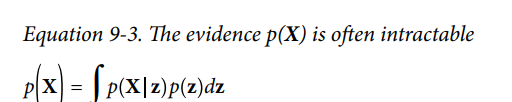 Equation 9-3. The evidence p(X) is often intractable
p(X) = ∫ p(X|z)p(z)dz